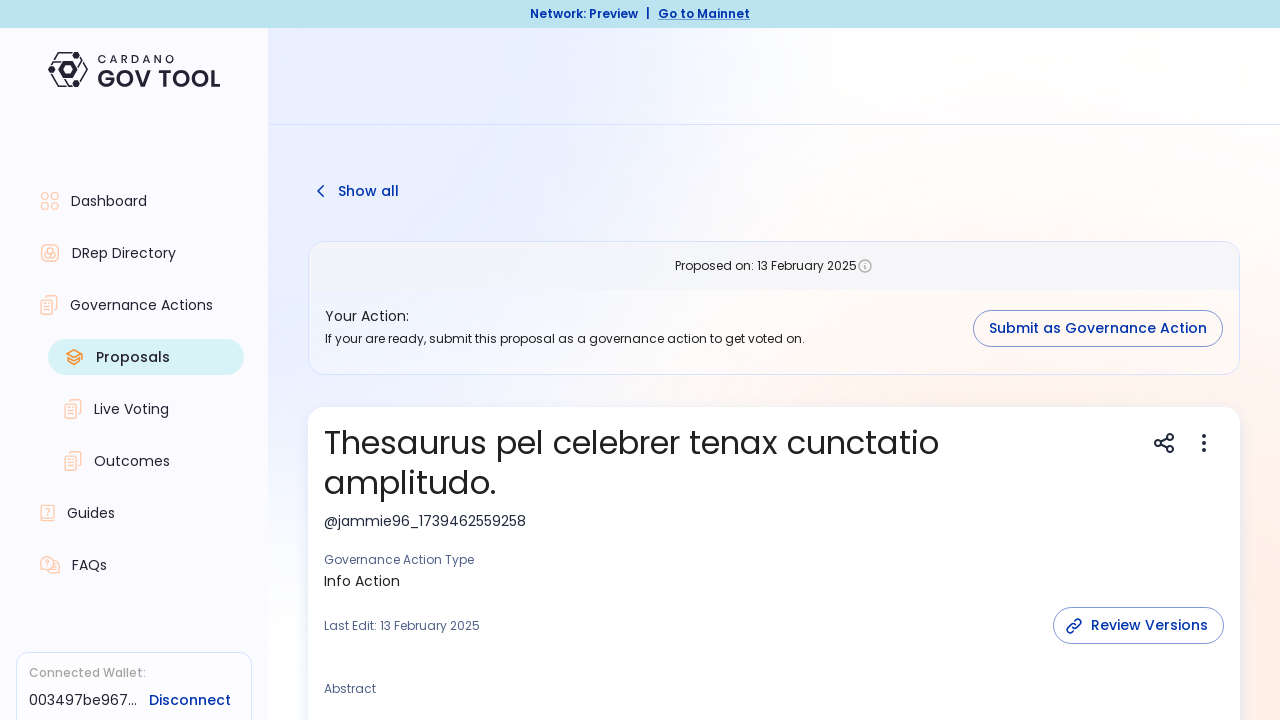 Network: Preview | Go to Mainnet
CARDANO
GOV TOOL
Dashboard
DRep Directory
Governance Actions
Proposals
Live Voting
Outcomes
Guides
FAQs
Connected Wallet:
003497be967... Disconnect
Show all
Proposed on: 13 February 2025
Your Action:
If your are ready, submit this proposal as a governance action to get voted on.
Submit as Governance Action
Thesaurus pel celebrer tenax cunctatio
amplitudo.
@jammie96_1739462559258
Governance Action Type
Info Action
Last Edit: 13 February 2025
Review Versions
Abstract